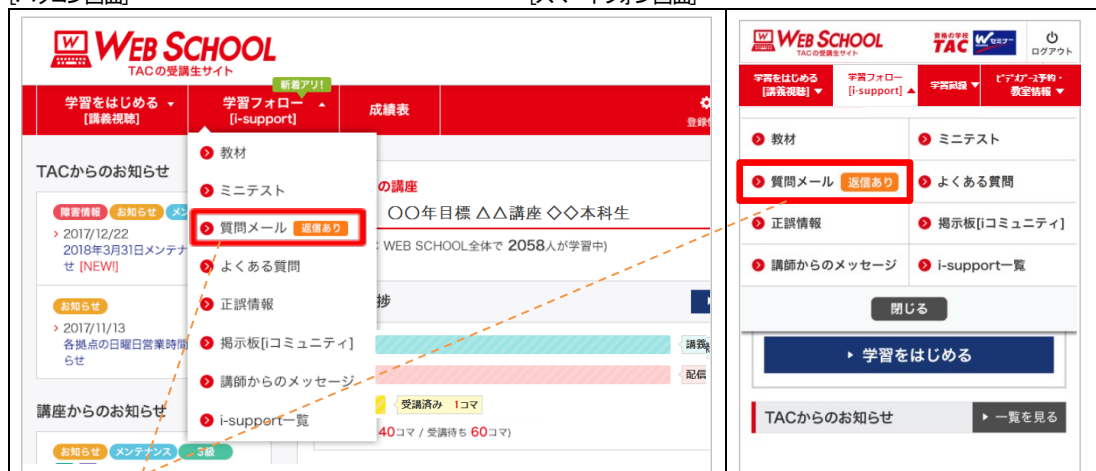 [パソコン画面]
[スマートフォン画面]
W WEB SCHOOL
TACの受講生サイト
新着アリ!
学習をはじめる ▼
[講義視聴]
学習フォロー ▲
[i-support]
成績表
TACからのお知らせ
障害情報 お知らせ
2017/12/22
2018年3月31日メンテナ
せ [NEW!]
お知らせ
2017/11/13
各拠点の日曜日営業時間
らせ
講座からのお知らせ
お知らせ メンテナンス 3級
教材
ミニテスト
質問メール 返信あり
よくある質問
正誤情報
掲示板[iコミュニティ]
講師からのメッセージ
i-support一覧
の講座
〇〇年目標 △△講座 ◇◇本科生
WEB SCHOOL全体で 2058人が学習中)
捗
講義
配信
受講済み 1コマ
40コマ / 受講待ち 60コマ)
W WEB SCHOOL
TACの受講生サイト
資格の学校
TAC
Wセミナー
ログアウト
学習をはじめる
[講義視聴] ▼
学習フォロー
[i-support] ▲
学習記録 ▼
ビデオブース予約・
教室情報 ▼
教材
ミニテスト
質問メール 返信あり
よくある質問
正誤情報
掲示板[iコミュニティ]
講師からのメッセージ
i-support一覧
閉じる
学習をはじめる
TACからのお知らせ
一覧を見る